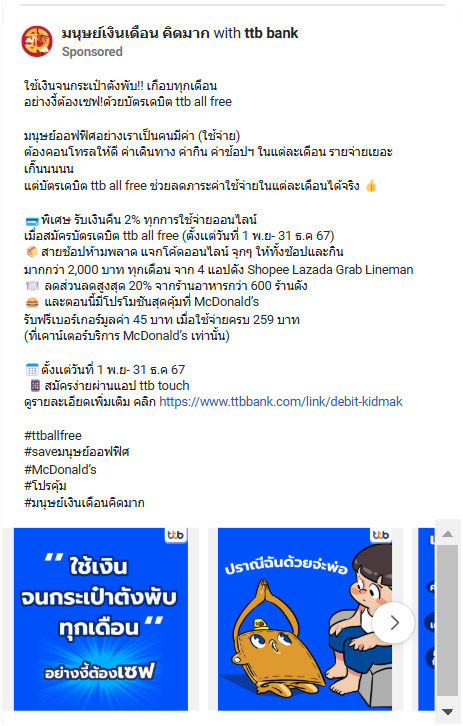 มนุษย์เงินเดือน คิดมาก with ttb bank
Sponsored
ใช้เงินจนกระเป๋าตังพับ!! เกือบทุกเดือน
อย่างงี้ต้องเซฟ!ด้วยบัตรเดบิต ttb all free
มนุษย์ออฟฟิศอย่างเราเป็นคนมีค่า (ใช้จ่าย)
ต้องคอนโทรลให้ดี ค่าเดินทาง ค่ากิน ค่าช้อปฯ ในแต่ละเดือน รายจ่ายเยอะ
เกิ๊นนนนน
แต่บัตรเดบิต ttb all free ช่วยลดภาระค่าใช้จ่ายในแต่ละเดือนได้จริง 👍
💳พิเศษ รับเงินคืน 2% ทุกการใช้จ่ายออนไลน์
เมื่อสมัครบัตรเดบิต ttb all free (ตั้งแต่วันที่ 1 พ.ย- 31 ธ.ค 67)
สายช้อปห้ามพลาด แจกโค้ดออนไลน์ จุกๆ ให้ทั้งช้อปและกิน
มากกว่า 2,000 บาท ทุกเดือน จาก 4 แอปดัง Shopee Lazada Grab Lineman
🍽️ ลดส่วนลดสูงสุด 20% จากร้านอาหารกว่า 600 ร้านดัง
🍔 และตอนนี้มีโปรโมชันสุดคุ้มที่ McDonald’s
รับฟรีเบอร์เกอร์มูลค่า 45 บาท เมื่อใช้จ่ายครบ 259 บาท
(ที่เคาน์เตอร์บริการ McDonald’s เท่านั้น)
🗓️ตั้งแต่วันที่ 1 พ.ย- 31 ธ.ค 67
📱สมัครง่ายผ่านแอป ttb touch
ดูรายละเอียดเพิ่มเติม คลิก https://www.ttbbank.com/link/debit-kidmak
#ttballfree
#saveมนุษย์ออฟฟิศ
#McDonald’s
#โปรคุ้ม
#มนุษย์เงินเดือนคิดมาก
ttb
“ ใช้เงิน
จนกระเป๋าตังพับ
ทุกเดือน ”
อย่างงี้ต้องเซฟ
ttb
ปราณีฉันด้วยจ่ะพ่อ